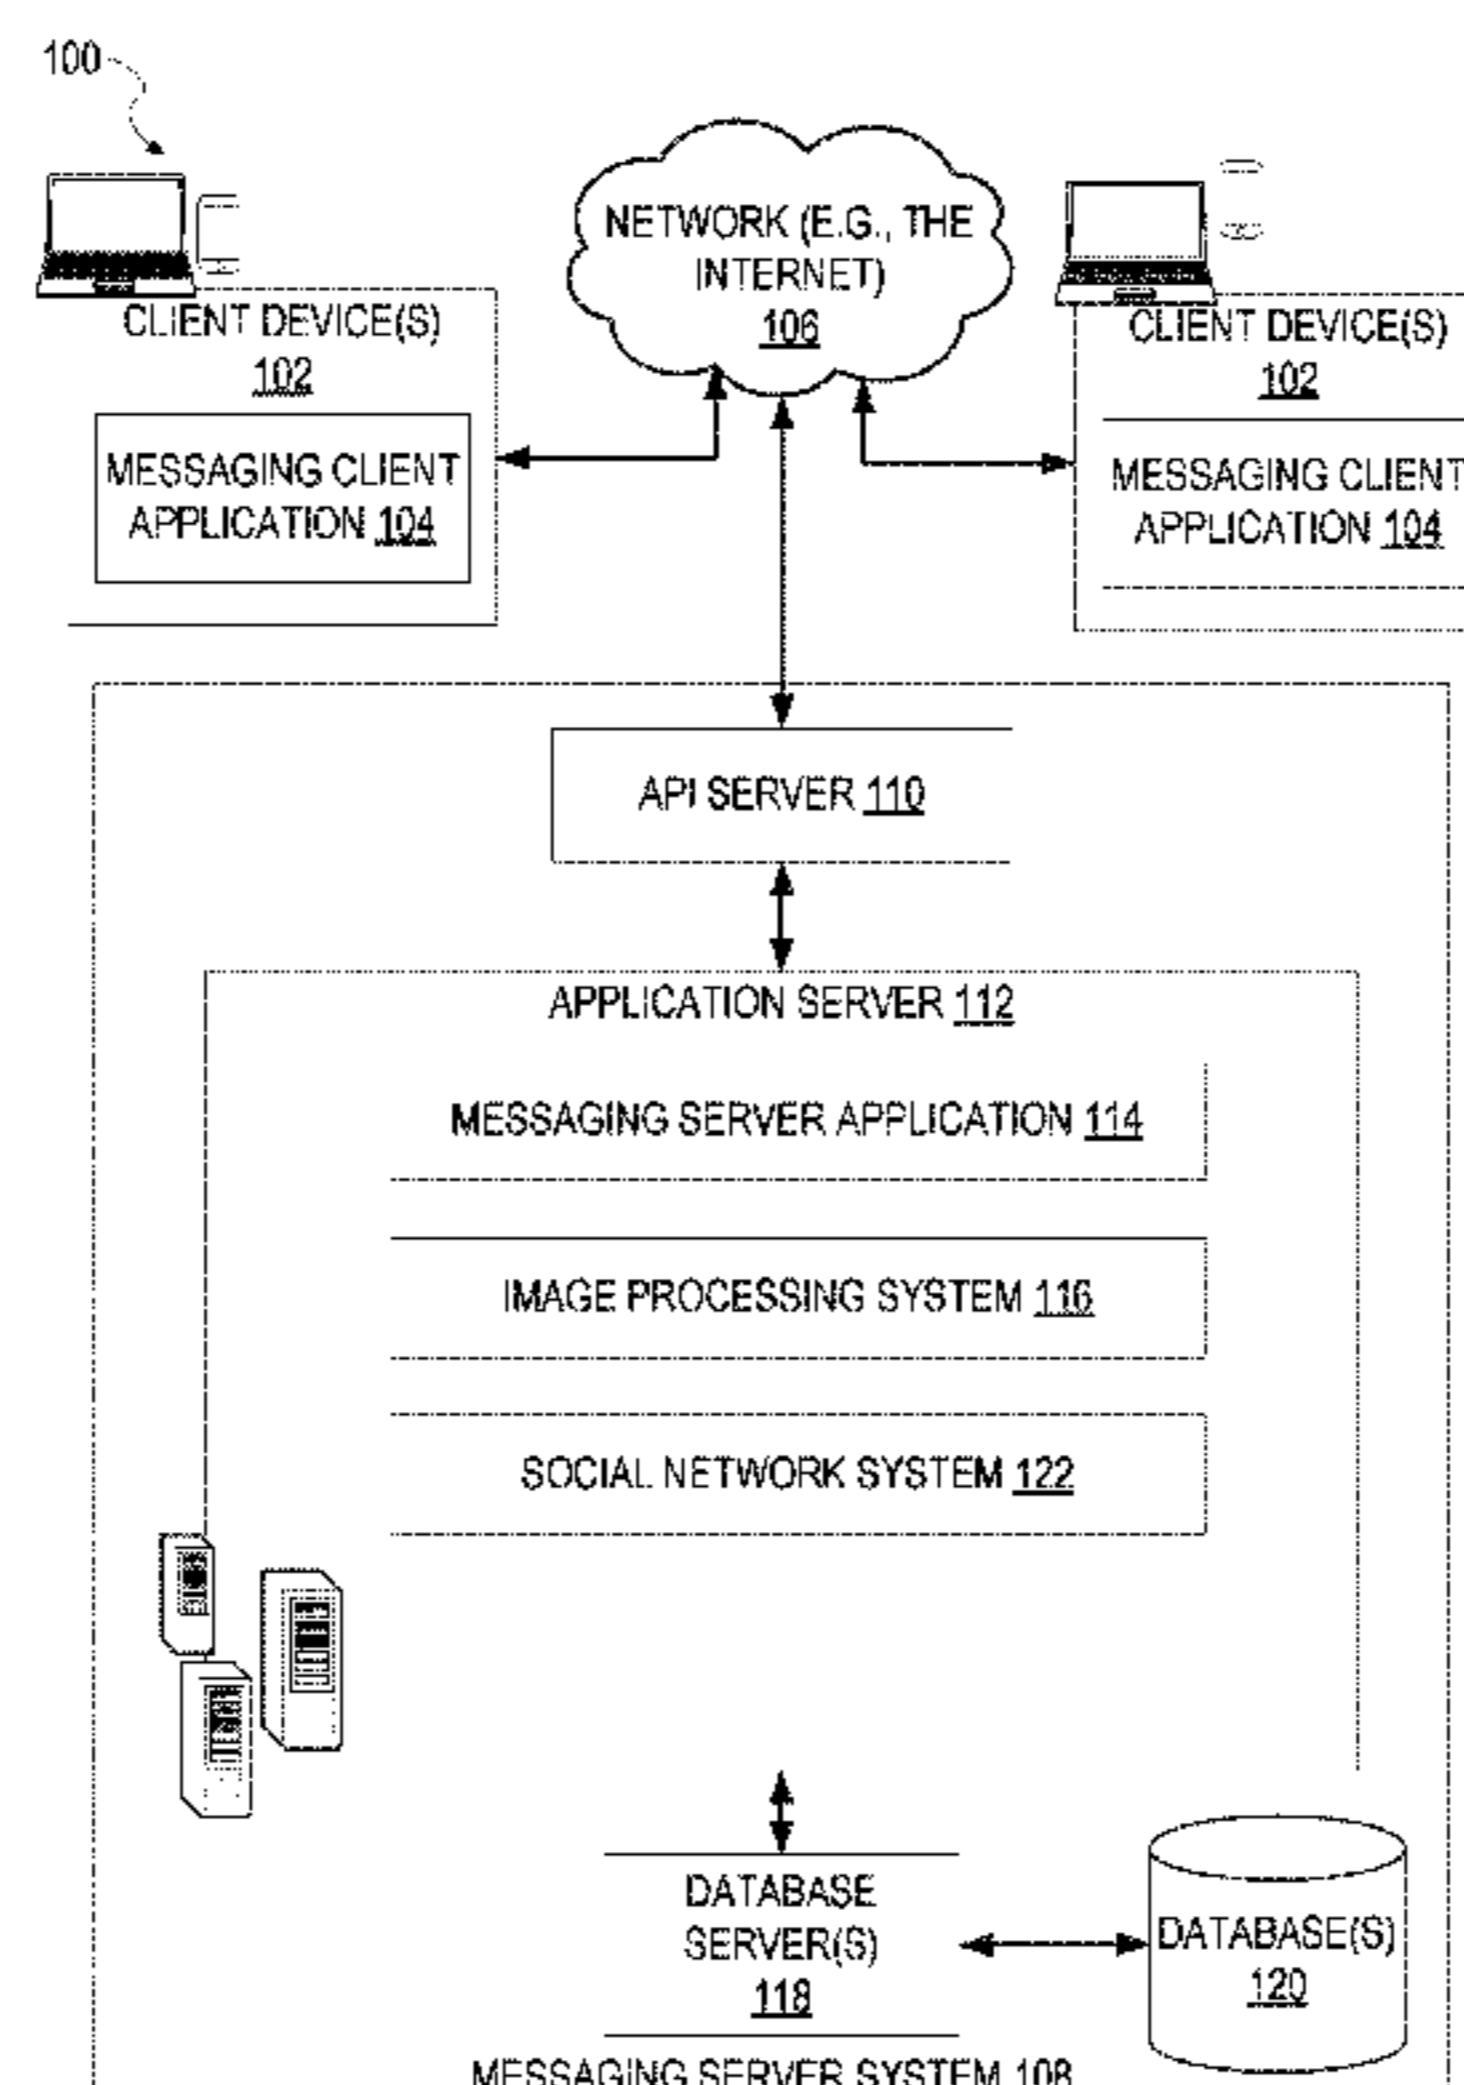 100
NETWORK (E.G., THE
INTERNET)
106
CLIENT DEVICE(S)
102
MESSAGING CLIENT
APPLICATION 104
CLIENT DEVICE(S)
102
MESSAGING CLIENT
APPLICATION 104
API SERVER 110
APPLICATION SERVER 112
MESSAGING SERVER APPLICATION 114
IMAGE PROCESSING SYSTEM 116
SOCIAL NETWORK SYSTEM 122
DATABASE
SERVER(S)
118
DATABASE(S)
120
MESSAGING SERVER SYSTEM 108